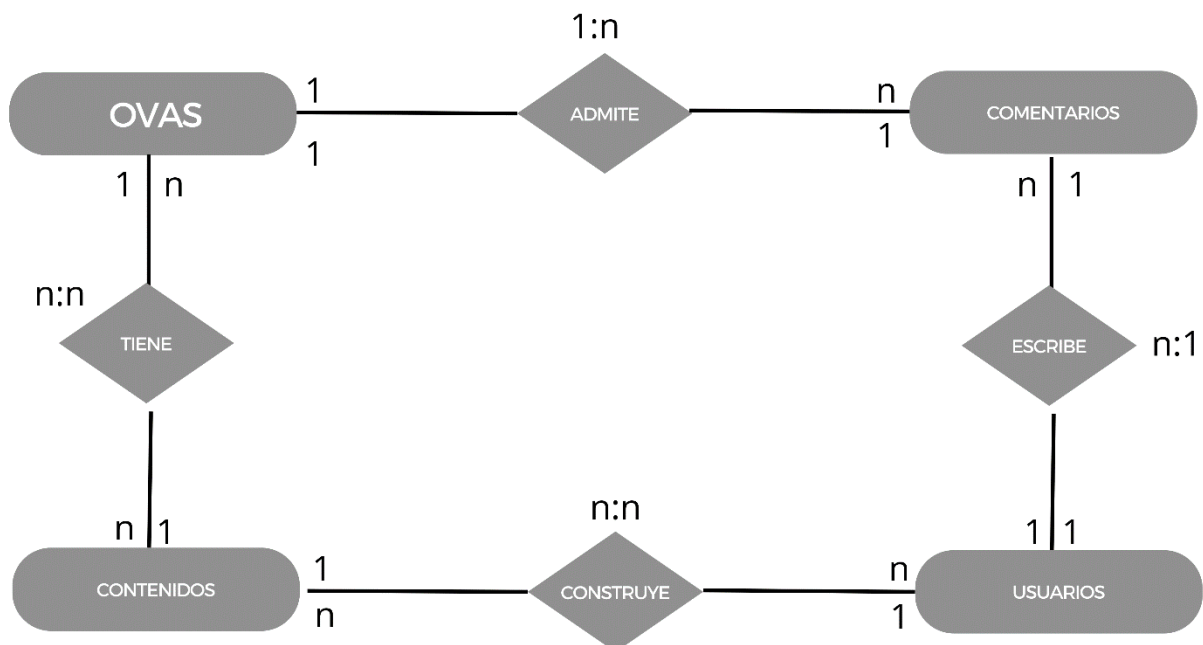 1:n
OVAS
1
ADMITE
n
COMENTARIOS
1
1
1 n
n 1
n:n
TIENE
ESCRIBE
n:1
n 1
n:n
1 1
CONTENIDOS
1
CONSTRUYE
n
USUARIOS
n
1